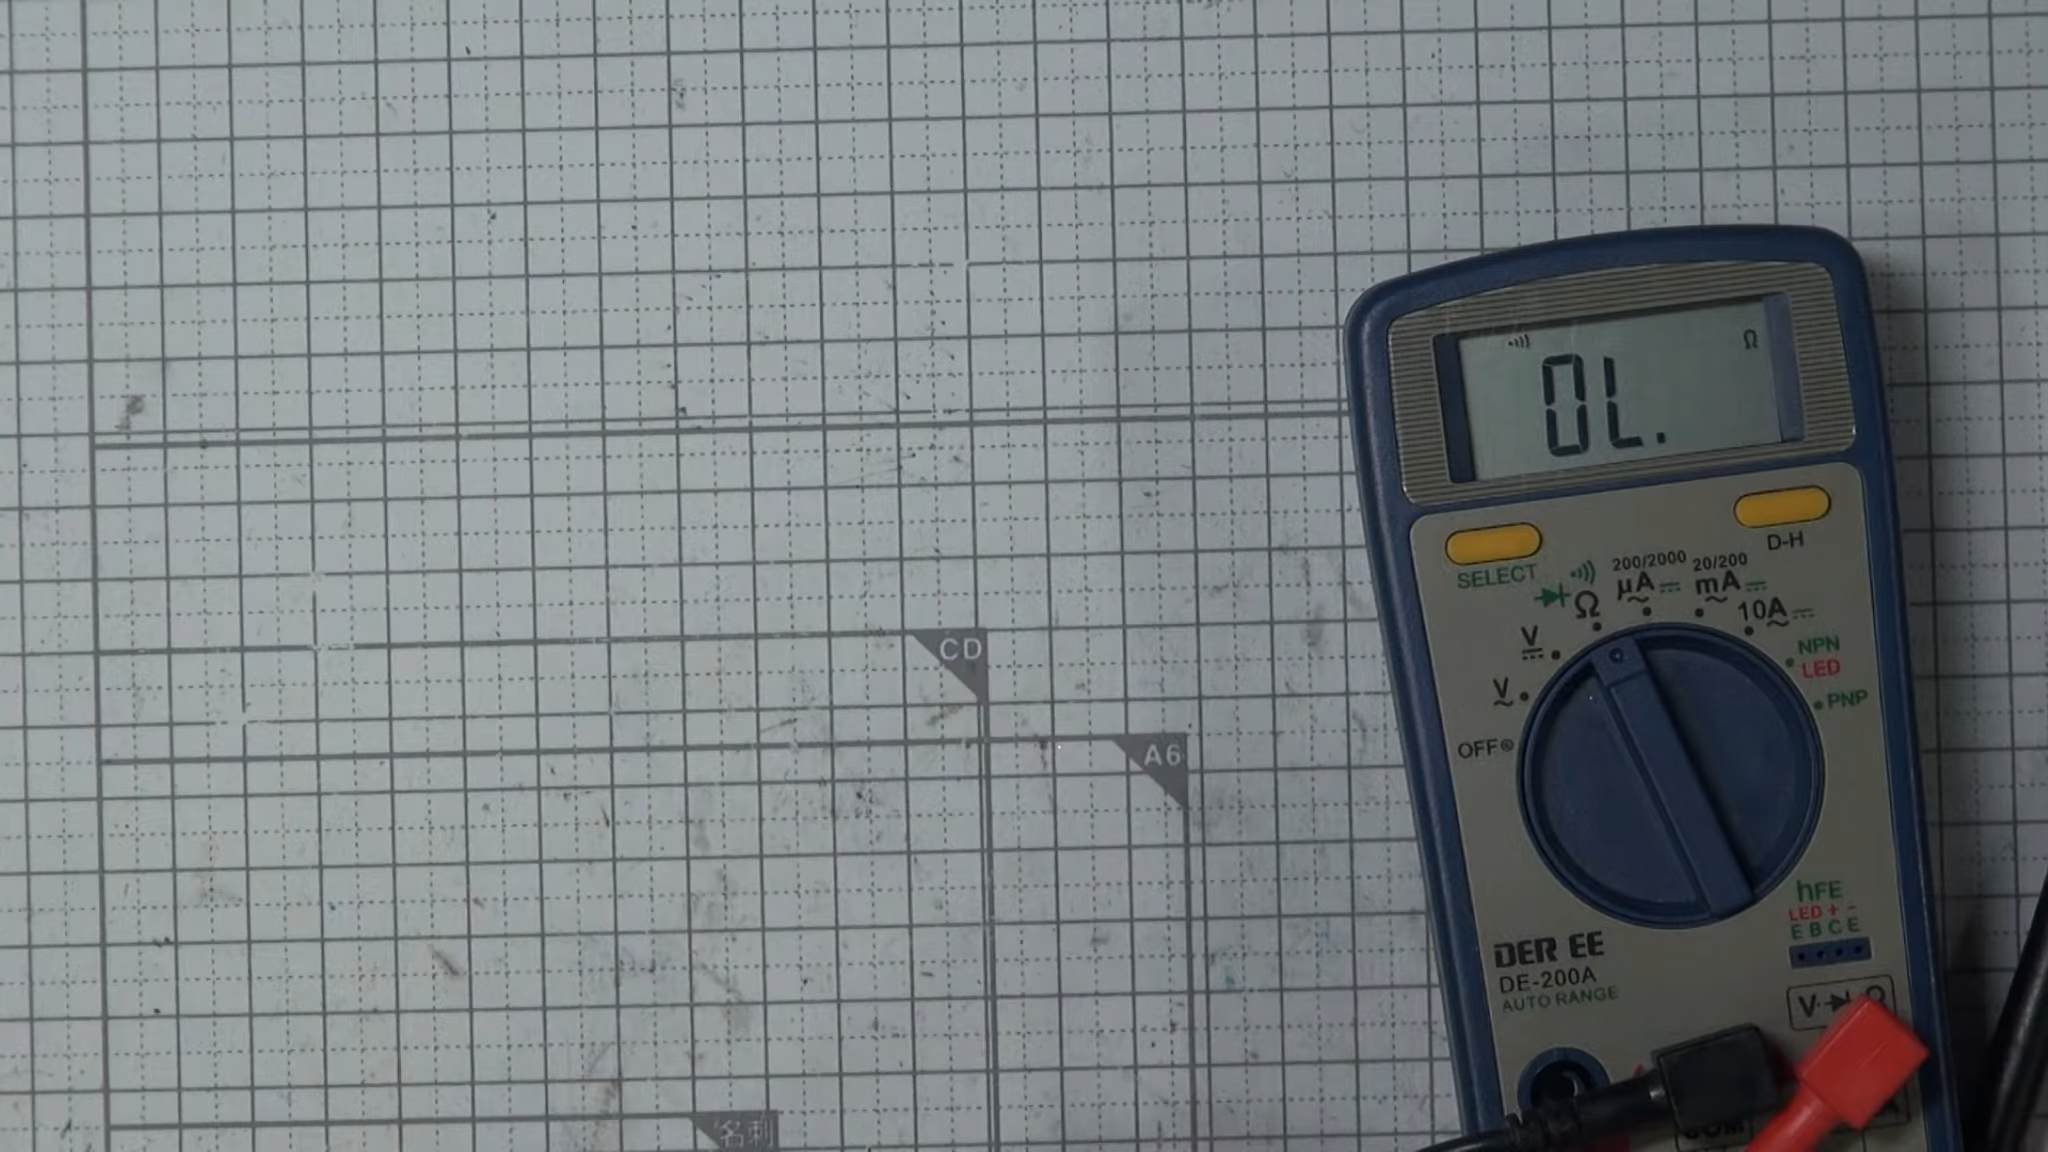 OL.
Ω
SELECT
D-H
Ω
200/2000
μA
20/200
mA
10A
V
V
OFF
NPN
LED
PNP
hFE
LED + -
E B C E
DER EE
DE-200A
AUTO RANGE
V
COM
CD
A6
名刺